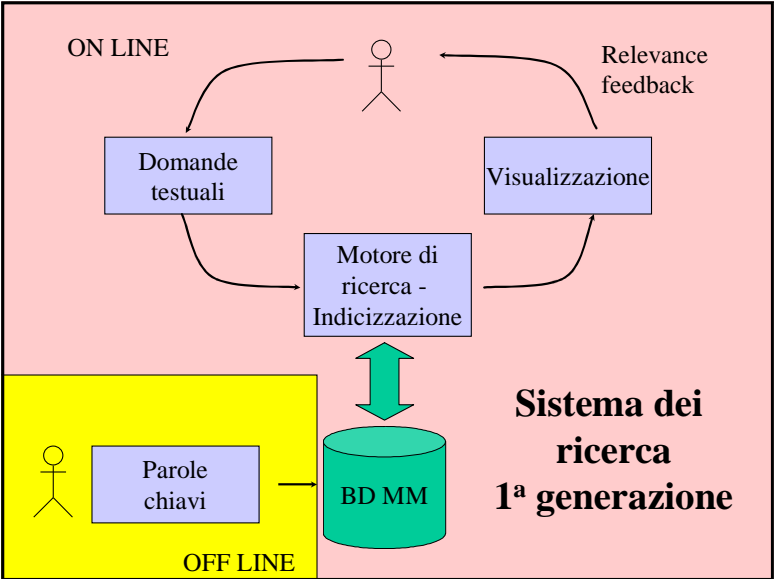 ON LINE
Relevance
feedback
Domande
testuali
Visualizzazione
Motore di
ricerca -
Indicizzazione
Sistema dei
ricerca
1ª generazione
Parole
chiavi
BD MM
OFF LINE